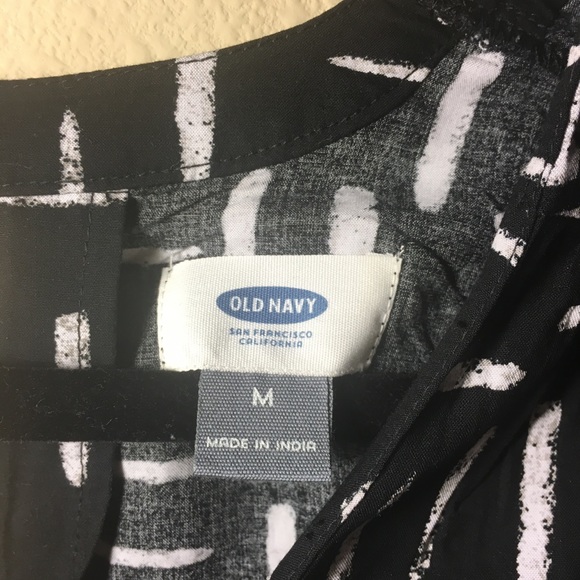 OLD NAVY
SAN FRANCISCO
CALIFORNIA
M
MADE IN INDIA